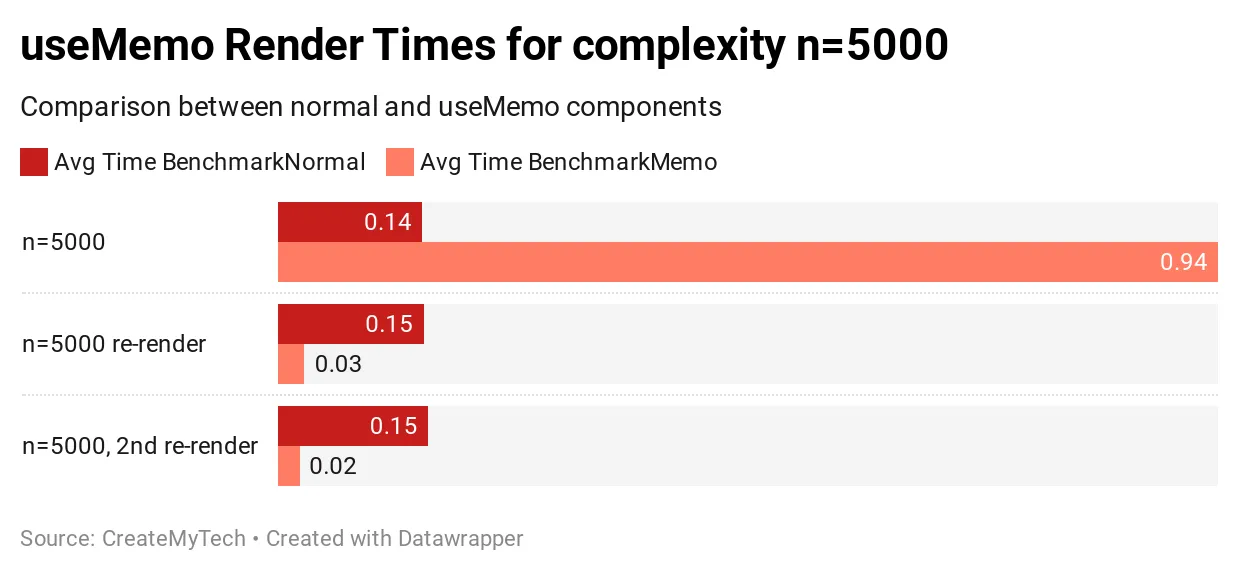 useMemo Render Times for complexity n=5000
Comparison between normal and useMemo components
Avg Time BenchmarkNormal Avg Time BenchmarkMemo
n=5000
0.14
0.94
n=5000 re-render
0.15
0.03
n=5000, 2nd re-render
0.15
0.02
Source: CreateMyTech • Created with Datawrapper